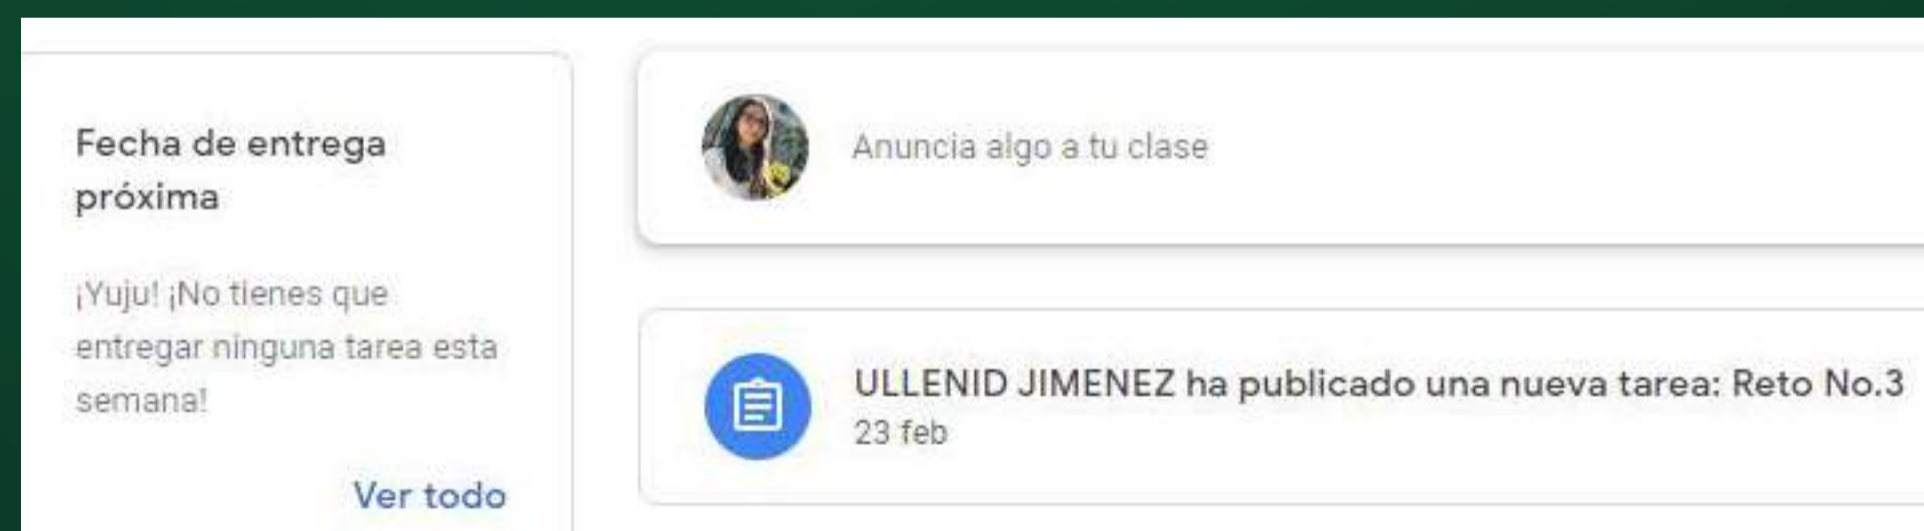 Fecha de entrega
próxima
¡Yuju! ¡No tienes que
entregar ninguna tarea esta
semana!
Ver todo
Anuncia algo a tu clase
ULLENID JIMENEZ ha publicado una nueva tarea: Reto No.3
23 feb